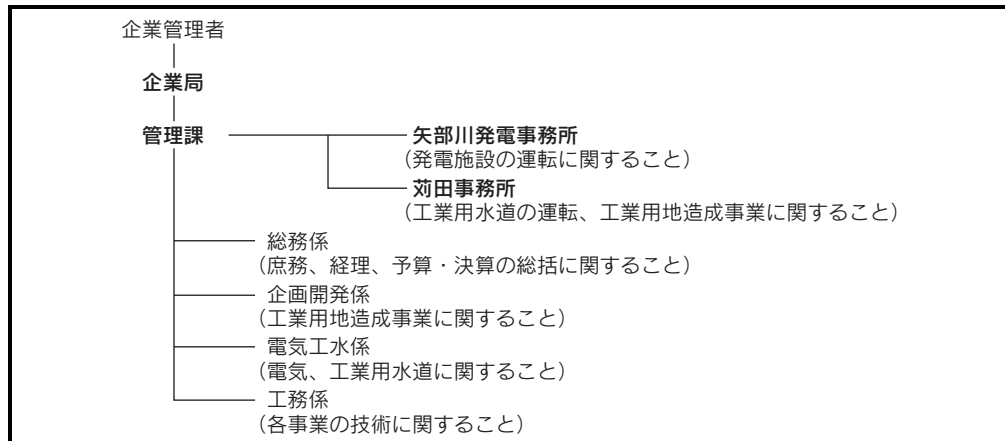 企業管理者
企業局
管理課
矢部川発電事務所
（発電施設の運転に関すること）
苅田事務所
（工業用水道の運転、工業用地造成事業に関すること）
総務係
（庶務、経理、予算・決算の総括に関すること）
企画開発係
（工業用地造成事業に関すること）
電気工水係
（電気、工業用水道に関すること）
工務係
（各事業の技術に関すること）